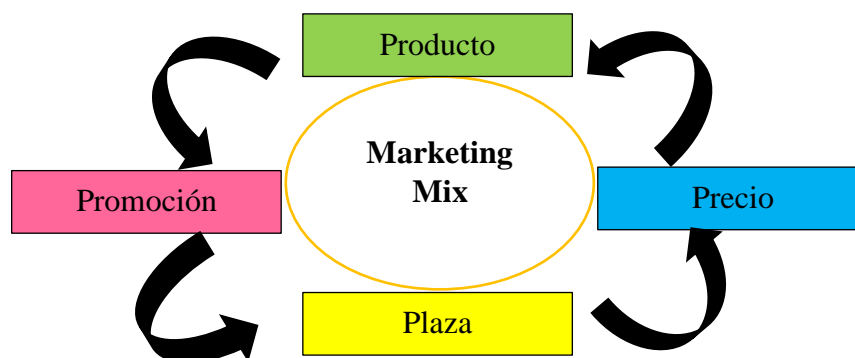 Producto
Marketing
Mix
Promoción
Precio
Plaza